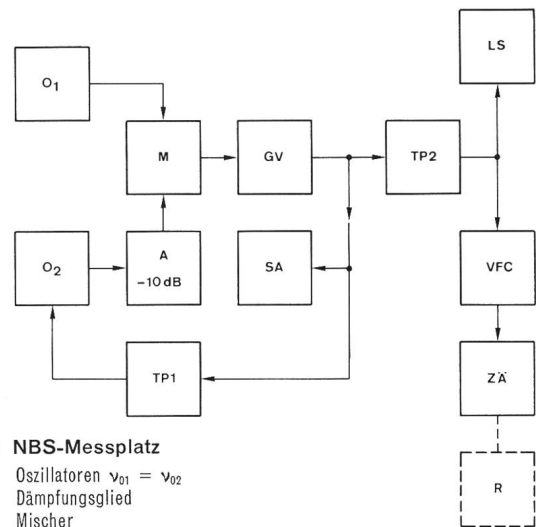 LS
O1
M
GV
TP2
O2
A
-10 dB
SA
VFC
TP1
ZÄ
R
NBS-Messplatz
Oszillatoren ν01 = ν02
Dämpfungsglied
Mischer